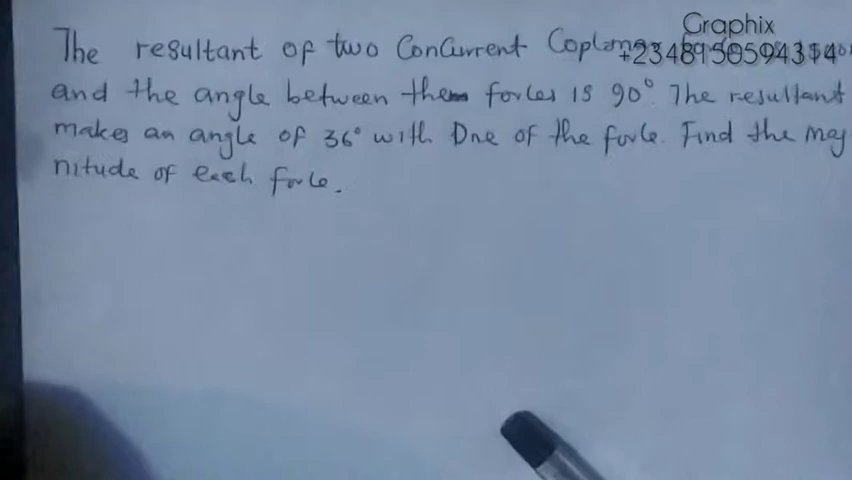 Graphix
+2348150594314
The resultant of two Concurrent Coplanar
and the angle between them forces is 90° The resultant
makes an angle of 36° with One of the force. Find the mag
nitude of each force.